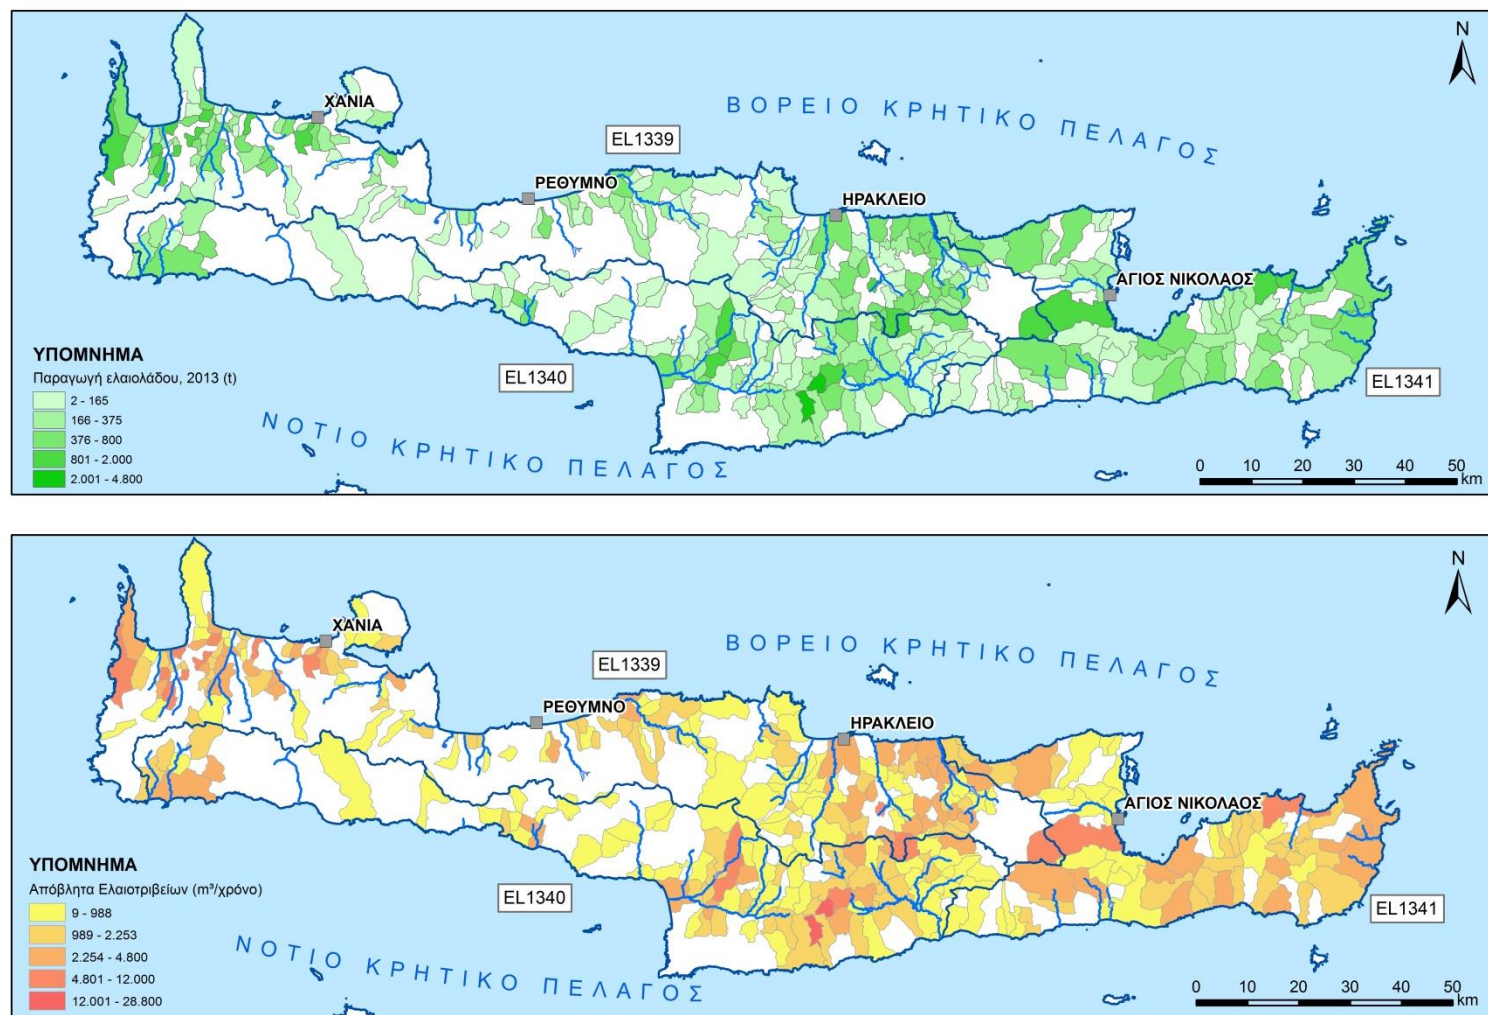 N
ΧΑΝΙΑ
ΒΟΡΕΙΟ ΚΡΗΤΙΚΟ ΠΕΛΑΓΟΣ
EL1339
ΡΕΘΥΜΝΟ
ΗΡΑΚΛΕΙΟ
ΑΓΙΟΣ ΝΙΚΟΛΑΟΣ
ΥΠΟΜΝΗΜΑ
Παραγωγή ελαιολάδου, 2013 (t)
2 - 165
166 - 375
376 - 800
801 - 2.000
2.001 - 4.800
EL1340
EL1341
ΝΟΤΙΟ ΚΡΗΤΙΚΟ ΠΕΛΑΓΟΣ
0 10 20 30 40 50
km
N
ΧΑΝΙΑ
ΒΟΡΕΙΟ ΚΡΗΤΙΚΟ ΠΕΛΑΓΟΣ
EL1339
ΡΕΘΥΜΝΟ
ΗΡΑΚΛΕΙΟ
ΑΓΙΟΣ ΝΙΚΟΛΑΟΣ
ΥΠΟΜΝΗΜΑ
Απόβλητα Ελαιοτριβείων (m³/χρόνο)
9 - 988
989 - 2.253
2.254 - 4.800
4.801 - 12.000
12.001 - 28.800
EL1340
EL1341
ΝΟΤΙΟ ΚΡΗΤΙΚΟ ΠΕΛΑΓΟΣ
0 10 20 30 40 50
km